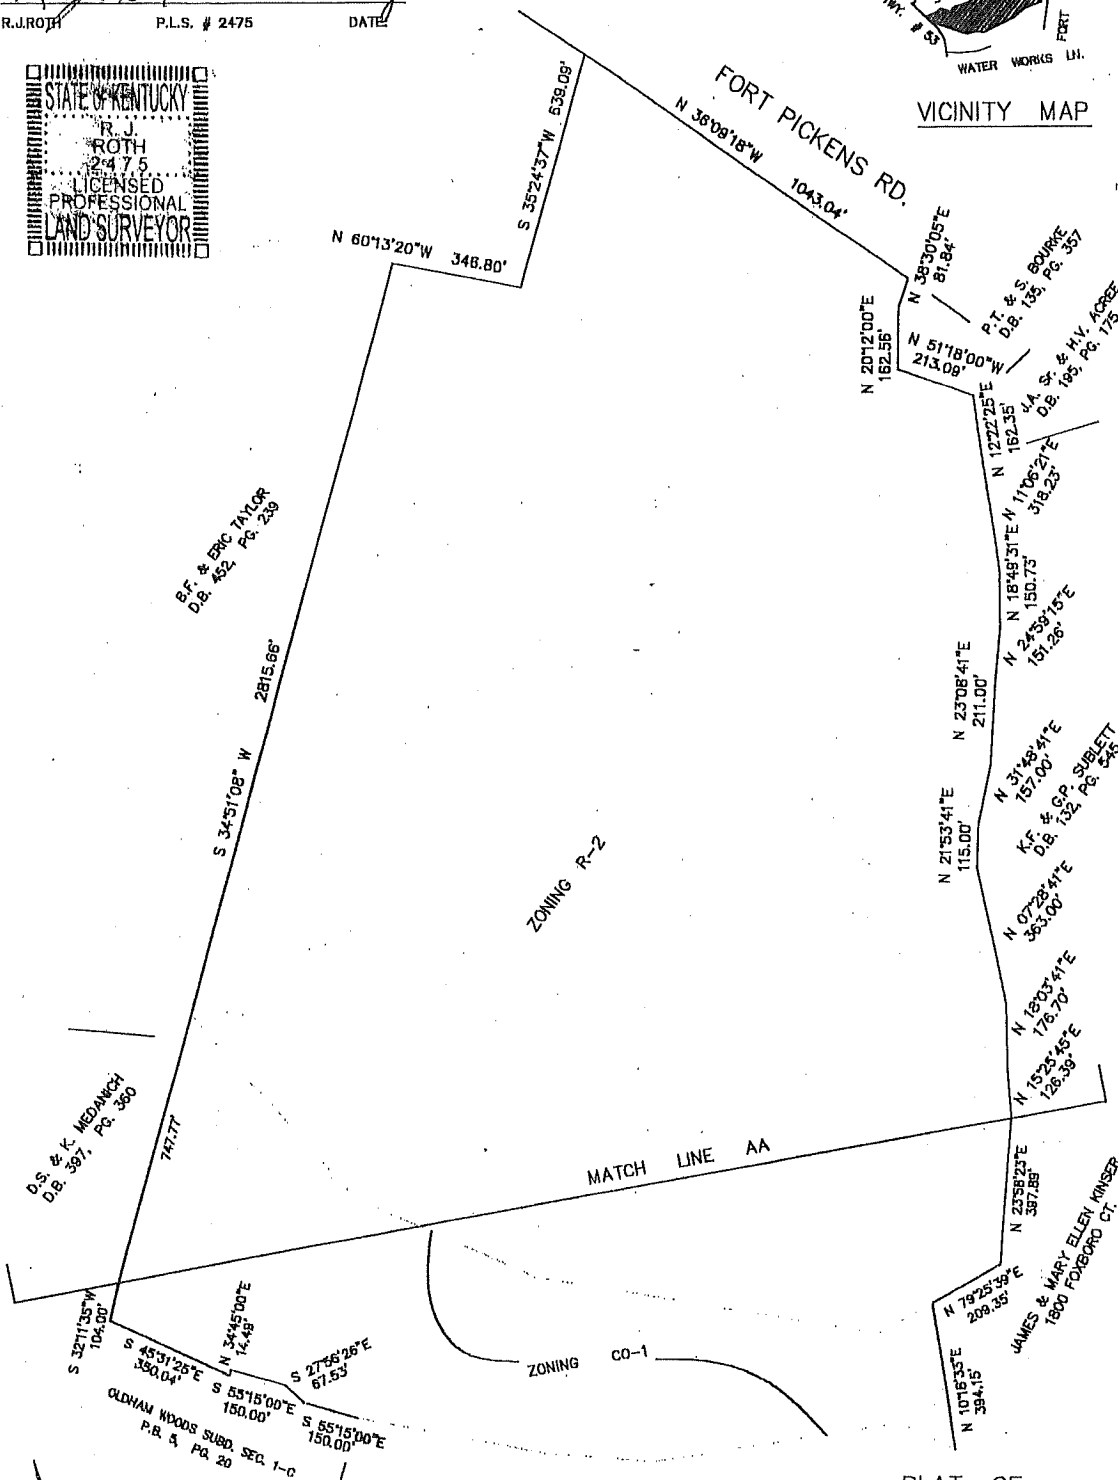 R.J.ROTH P.L.S. # 2475 DATE
STATE OF KENTUCKY
R. J.
ROTH
2475
LICENSED
PROFESSIONAL
LAND SURVEYOR
HWY. # 53
FORT
WATER WORKS LN.
VICINITY MAP
FORT PICKENS RD.
N 36°09'18"W 1043.04'
S 35°24'37"W 539.09'
N 60°13'20"W 346.80'
N 38°30'05"E
81.84'
P.T. & S. BOURKE
D.B. 135, PG. 357
N 20°12'00"E
162.56'
N 51°18'00"W
213.09'
J.A. Sr. & H.V. ACREE
D.B. 195, PG. 175
N 12°22'25"E
162.35'
N 11°06'21"E
318.23'
N 18°49'31"E
150.73'
N 24°59'15"E
151.26'
B.F. & ERIC TAYLOR
D.B. 452, PG. 239
S 34°51'08" W 2815.66'
N 23°08'41"E
211.00'
N 31°48'41"E
157.00'
K.F. & G.P. SUBLETT
D.B. 132, PG. 545
N 21°53'41"E
115.00'
ZONING R-2
N 07°28'41"E
363.00'
N 18°03'41"E
176.70'
N 15°25'45"E
126.39'
D.S. & K. MEDANICH
D.B. 397, PG. 360
747.77'
MATCH LINE AA
N 23°58'23"E
397.89'
JAMES & MARY ELLEN KINSER
1800 FOXBORO CT.
N 79°25'39"E
209.35'
N 10°16'35"E
394.15'
S 32°11'35"W
104.00'
S 45°31'25"E
350.04'
N 34°45'00"E
14.49'
S 55°15'00"E
150.00'
S 27°56'26"E
67.53'
S 55°15'00"E
150.00'
ZONING CO-1
OLDHAM WOODS SUBD. SEC. 1-C
P.B. 5, PG. 20
PLAT OF